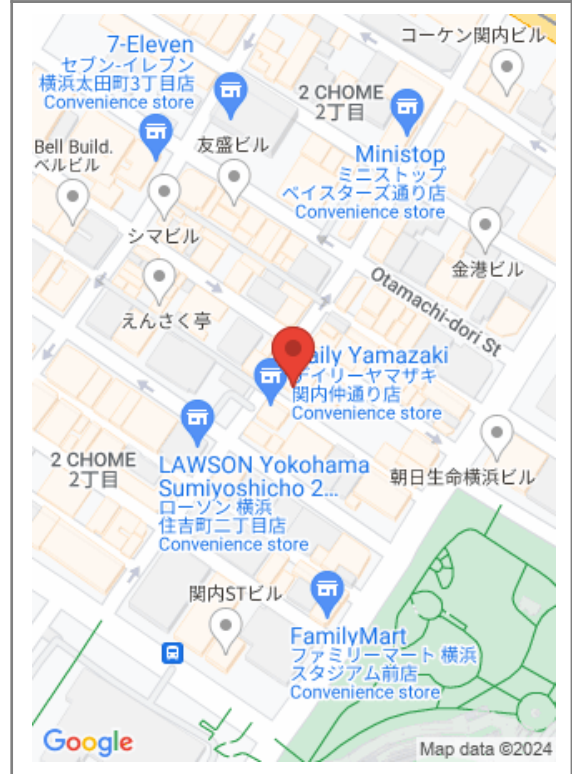 コーケン関内ビル
7-Eleven
セブン‐イレブン
横浜太田町3丁目店
Convenience store
2 CHOME
2丁目
Bell Build.
ベルビル
友盛ビル
Ministop
ミニストップ
ベイスターズ通り店
Convenience store
シマビル
金港ビル
Otamachi-dori St
えんさく亭
aily Yamazaki
デイリーヤマザキ
関内仲通り店
Convenience store
2 CHOME
2丁目
LAWSON Yokohama
Sumiyoshicho 2...
ローソン 横浜
住吉町二丁目店
Convenience store
朝日生命横浜ビル
関内STビル
FamilyMart
ファミリーマート 横浜
スタジアム前店
Convenience store
Google
Map data ©2024